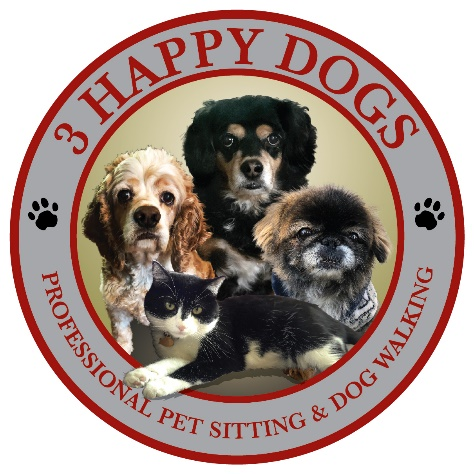 3 HAPPY DOGS
PROFESSIONAL PET SITTING & DOG WALKING